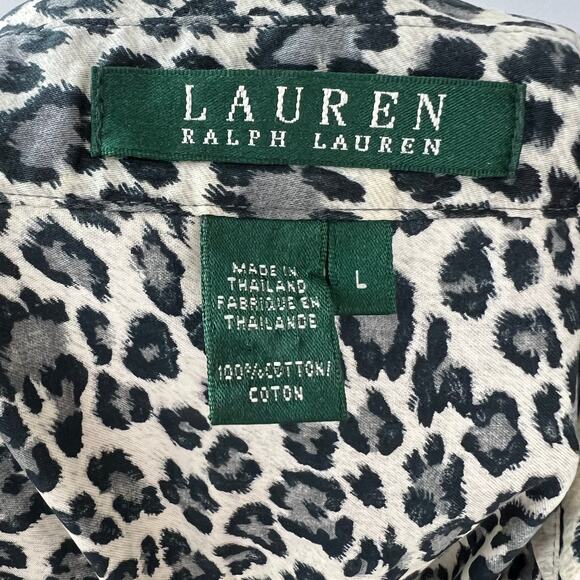 LAUREN
RALPH LAUREN
L
MADE IN
THAILAND
FABRIQUE EN
THAILANDE
100% COTTON/
COTON